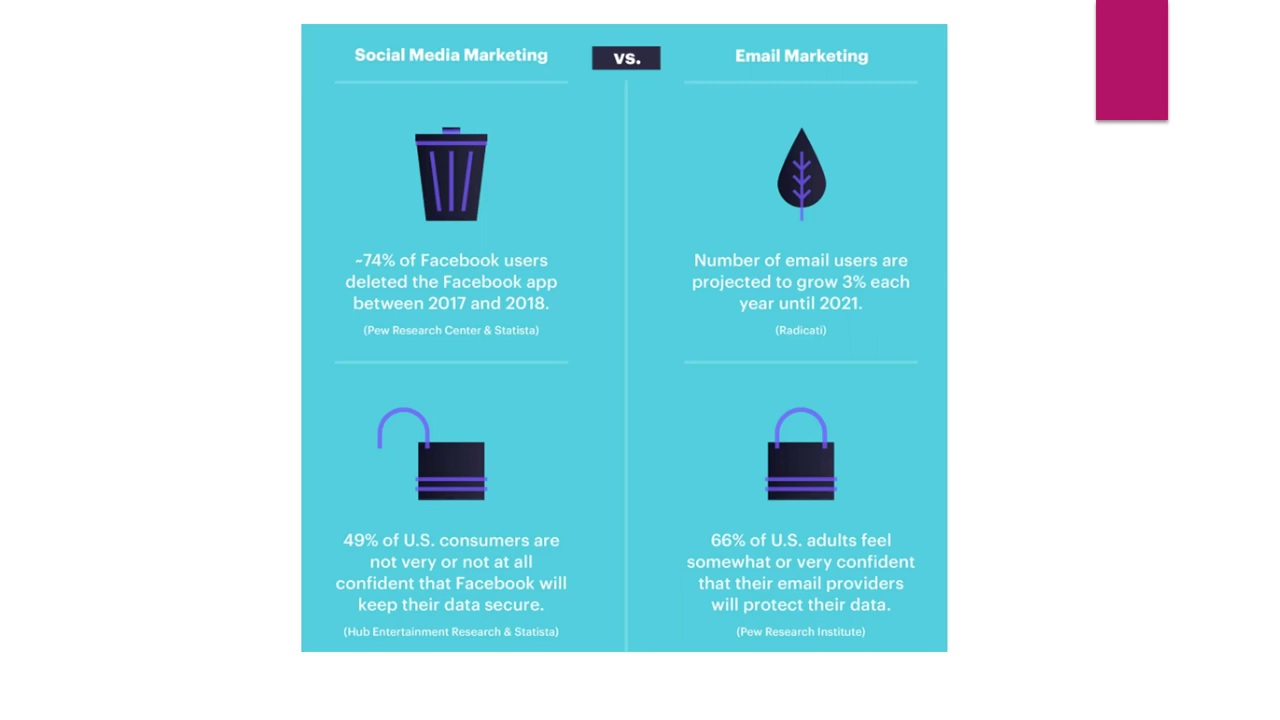 Social Media Marketing
vs.
Email Marketing
~74% of Facebook users
deleted the Facebook app
between 2017 and 2018.
(Pew Research Center & Statista)
Number of email users are
projected to grow 3% each
year until 2021.
(Radicati)
49% of U.S. consumers are
not very or not at all
confident that Facebook will
keep their data secure.
(Hub Entertainment Research & Statista)
66% of U.S. adults feel
somewhat or very confident
that their email providers
will protect their data.
(Pew Research Institute)